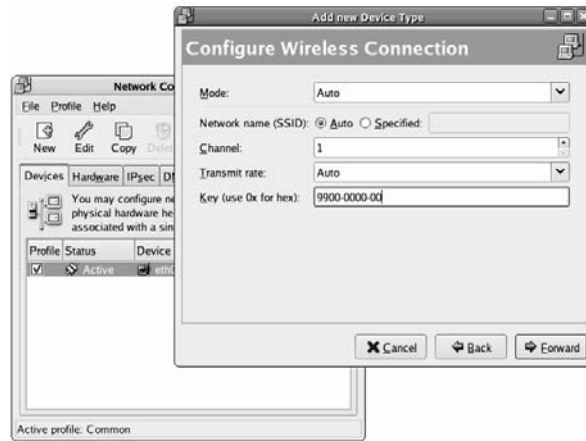 Add new Device Type
Configure Wireless Connection
Mode: Auto
Network name (SSID): Auto Specified:
Channel: 1
Transmit rate: Auto
Key (use 0x for hex): 9900-0000-00
Cancel Back Forward
Network Co
File Profile Help
New Edit Copy Delet
Devices Hardware IPsec D
You may configure ne
physical hardware he
associated with a sin
Profile Status Device
Active eth0
Active profile: Common